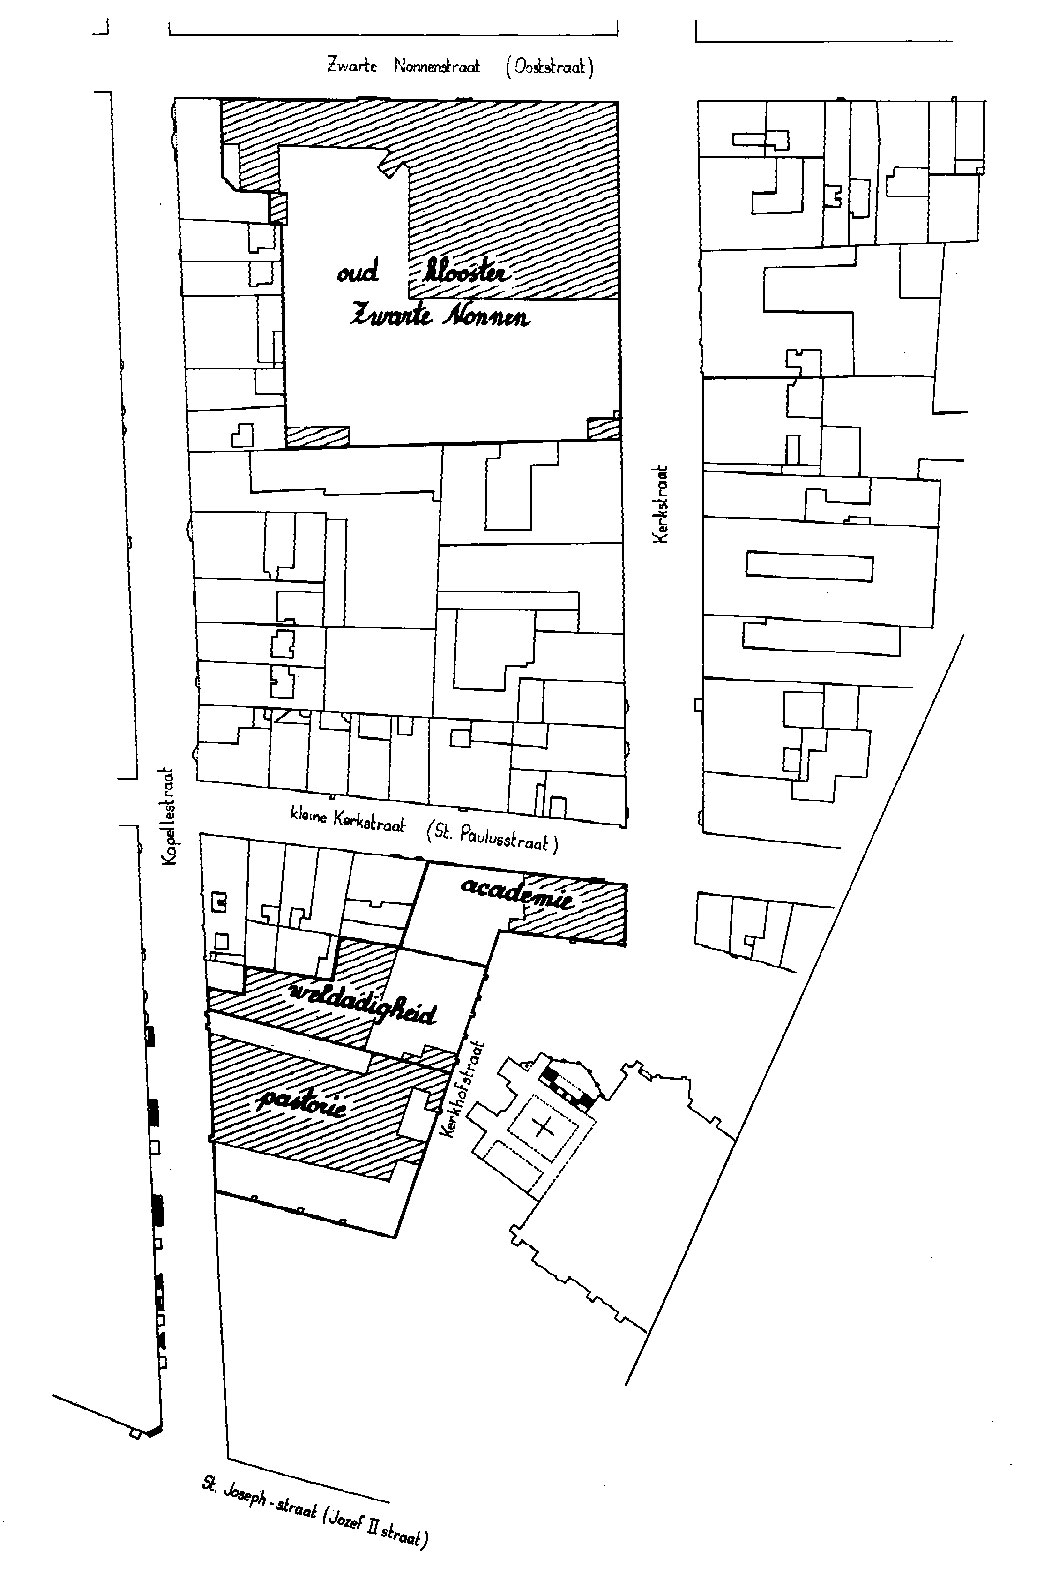 Zwarte Nonnenstraat (Ooststraat)
oud klooster
Zwarte Nonnen
Kerkstraat
Kapellestraat
kleine Kerkstraat (St. Paulusstraat)
academie
weldadigheid
pastorie
Kerkhofstraat
St. Joseph-straat (Jozef II straat)